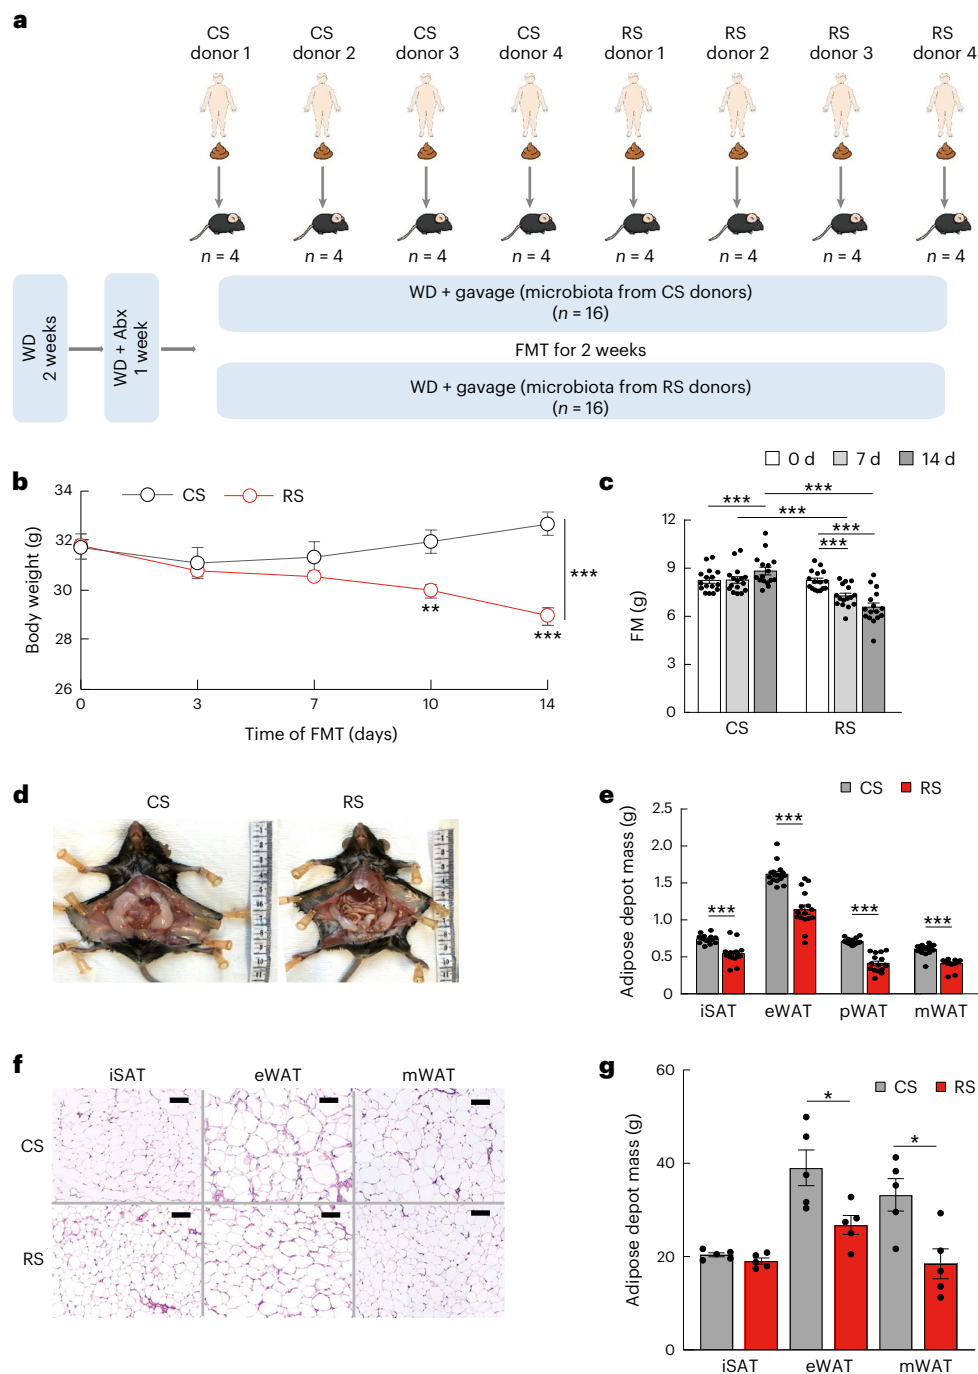 a
CS donor 1
CS donor 2
CS donor 3
CS donor 4
RS donor 1
RS donor 2
RS donor 3
RS donor 4
n = 4
n = 4
n = 4
n = 4
n = 4
n = 4
n = 4
n = 4
WD
2 weeks
WD + Abx
1 week
WD + gavage (microbiota from CS donors)
(n = 16)
FMT for 2 weeks
WD + gavage (microbiota from RS donors)
(n = 16)
b
34
32
30
28
26
Body weight (g)
CS
RS
***
**
***
0 3 7 10 14
Time of FMT (days)
c
0 d 7 d 14 d
***
***
***
***
***
12
9
6
3
0
FM (g)
CS RS
d
CS RS
e
CS RS
2.5
2.0
1.5
1.0
0.5
0
Adipose depot mass (g)
***
***
***
***
iSAT eWAT pWAT mWAT
f
iSAT eWAT mWAT
CS
RS
g
CS RS
60
40
20
0
Adipose depot mass (g)
*
*
iSAT eWAT mWAT